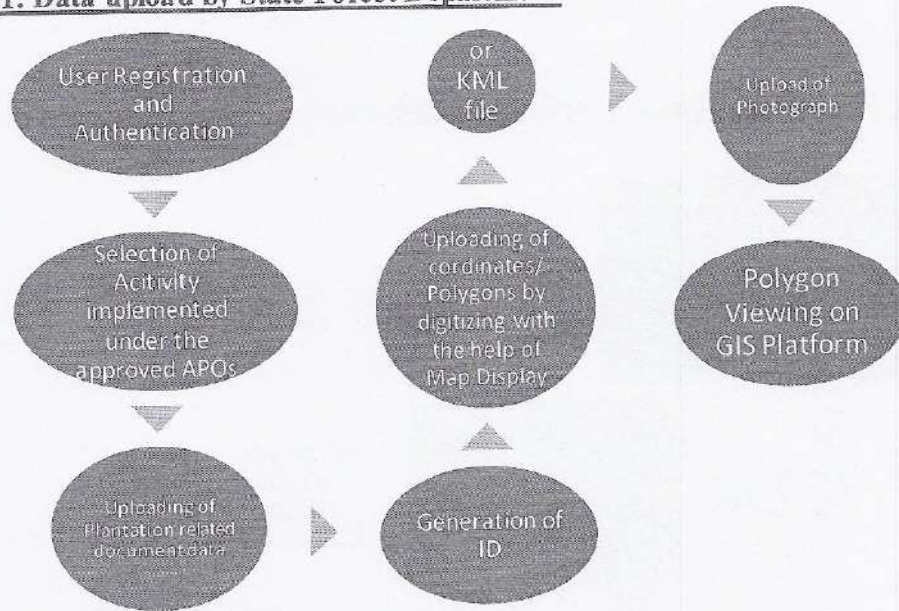 1. Data upload by State Forest
User Registration
and
Authentication
Selection of
Acitivity
implemented
under the
approved APOs
Uploading of
Plantation related
document data
Generation of
ID
Uploading of
cordinates/
Polygons by
digitizing with
the help of
Map Display
or
KML
file
Upload of
Photograph
Polygon
Viewing on
GIS Platform